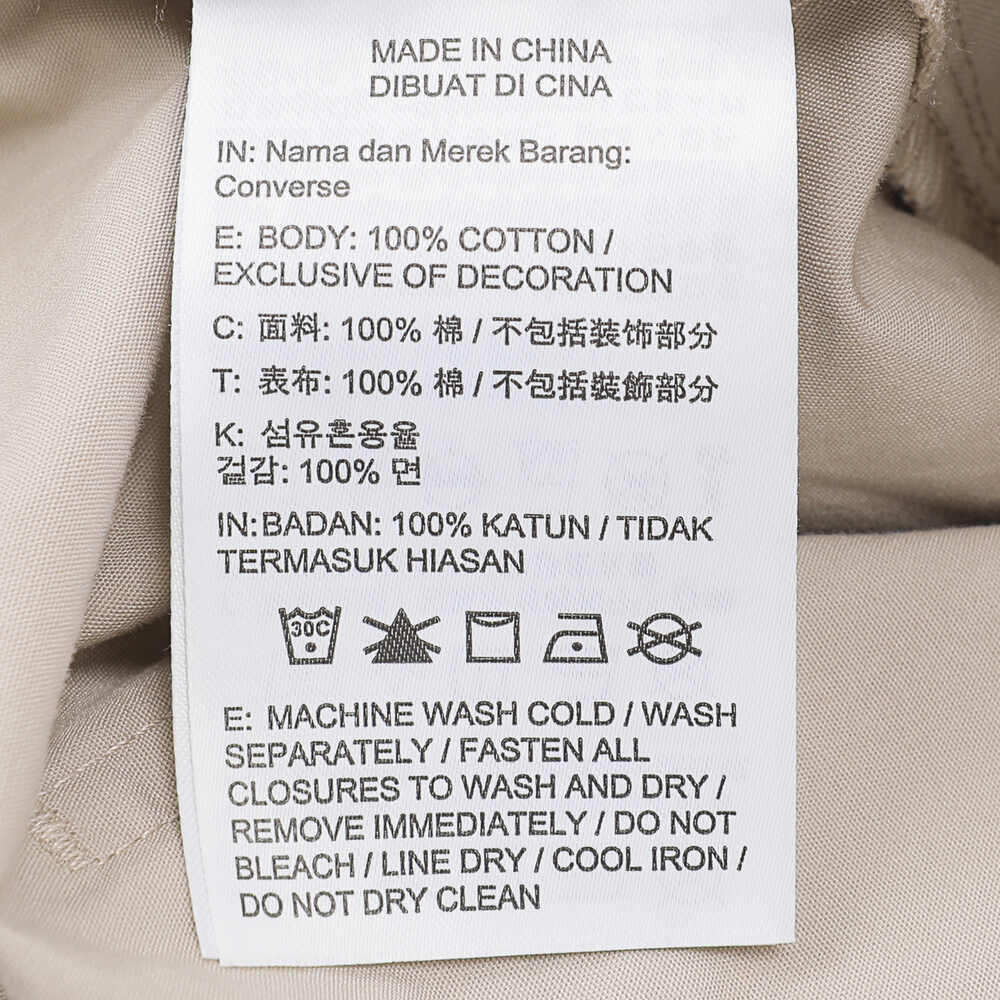 MADE IN CHINA
DIBUAT DI CINA
IN: Nama dan Merek Barang:
Converse
E: BODY: 100% COTTON /
EXCLUSIVE OF DECORATION
C: 面料: 100% 棉 / 不包括装饰部分
T: 表布: 100% 棉 / 不包括裝飾部分
K: 섬유혼용율
겉감: 100% 면
IN:BADAN: 100% KATUN / TIDAK
TERMASUK HIASAN
30C
E: MACHINE WASH COLD / WASH
SEPARATELY / FASTEN ALL
CLOSURES TO WASH AND DRY /
REMOVE IMMEDIATELY / DO NOT
BLEACH / LINE DRY / COOL IRON /
DO NOT DRY CLEAN